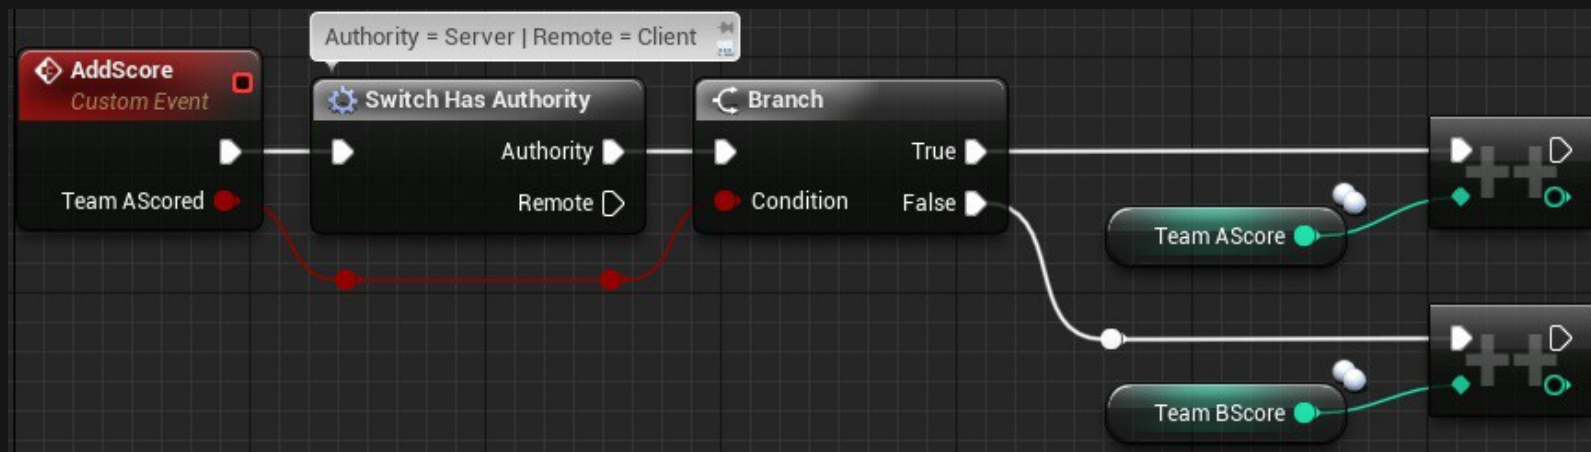 Authority = Server | Remote = Client
AddScore
Custom Event
Team AScored
Switch Has Authority
Authority
Remote
Branch
Condition
True
False
Team AScore
++
Team BScore
++